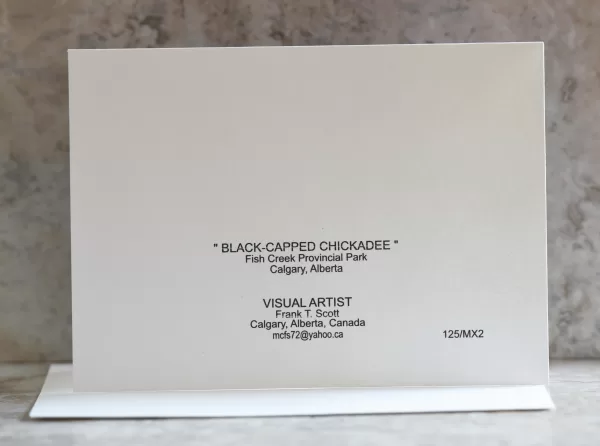 " BLACK-CAPPED CHICKADEE "
Fish Creek Provincial Park
Calgary, Alberta
VISUAL ARTIST
Frank T. Scott
Calgary, Alberta, Canada
mcfs72@yahoo.ca
125/MX2